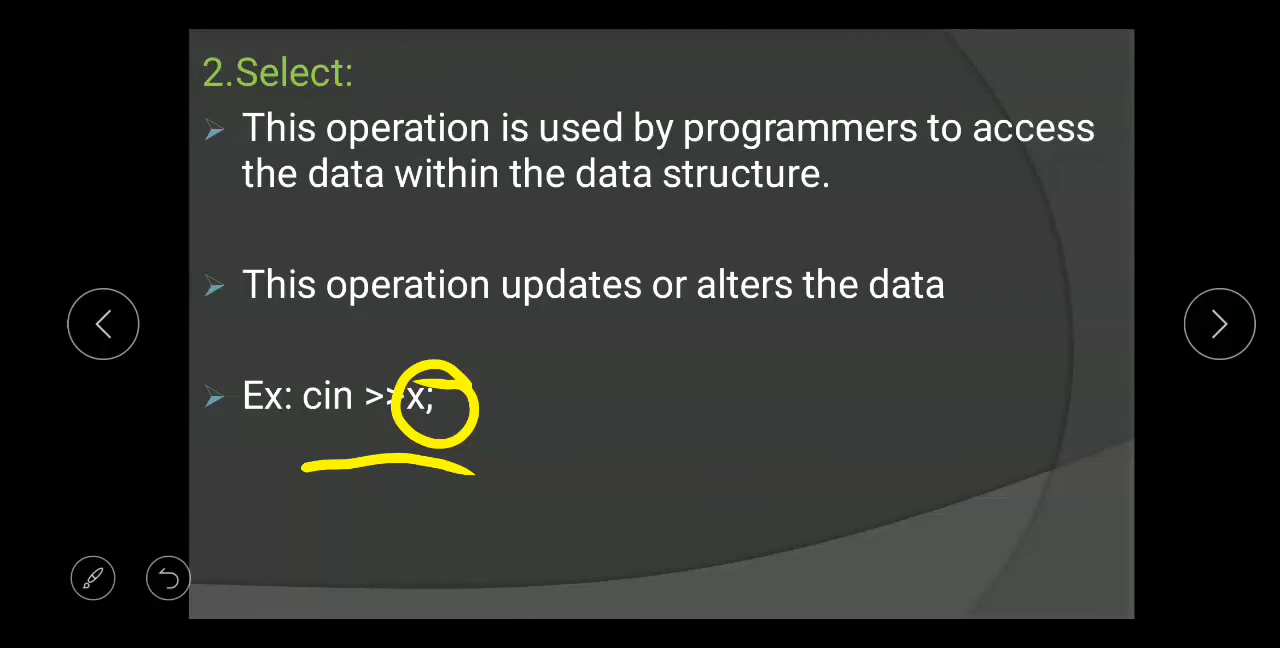 2.Select:
This operation is used by programmers to access
the data within the data structure.
This operation updates or alters the data
Ex: cin >>x;